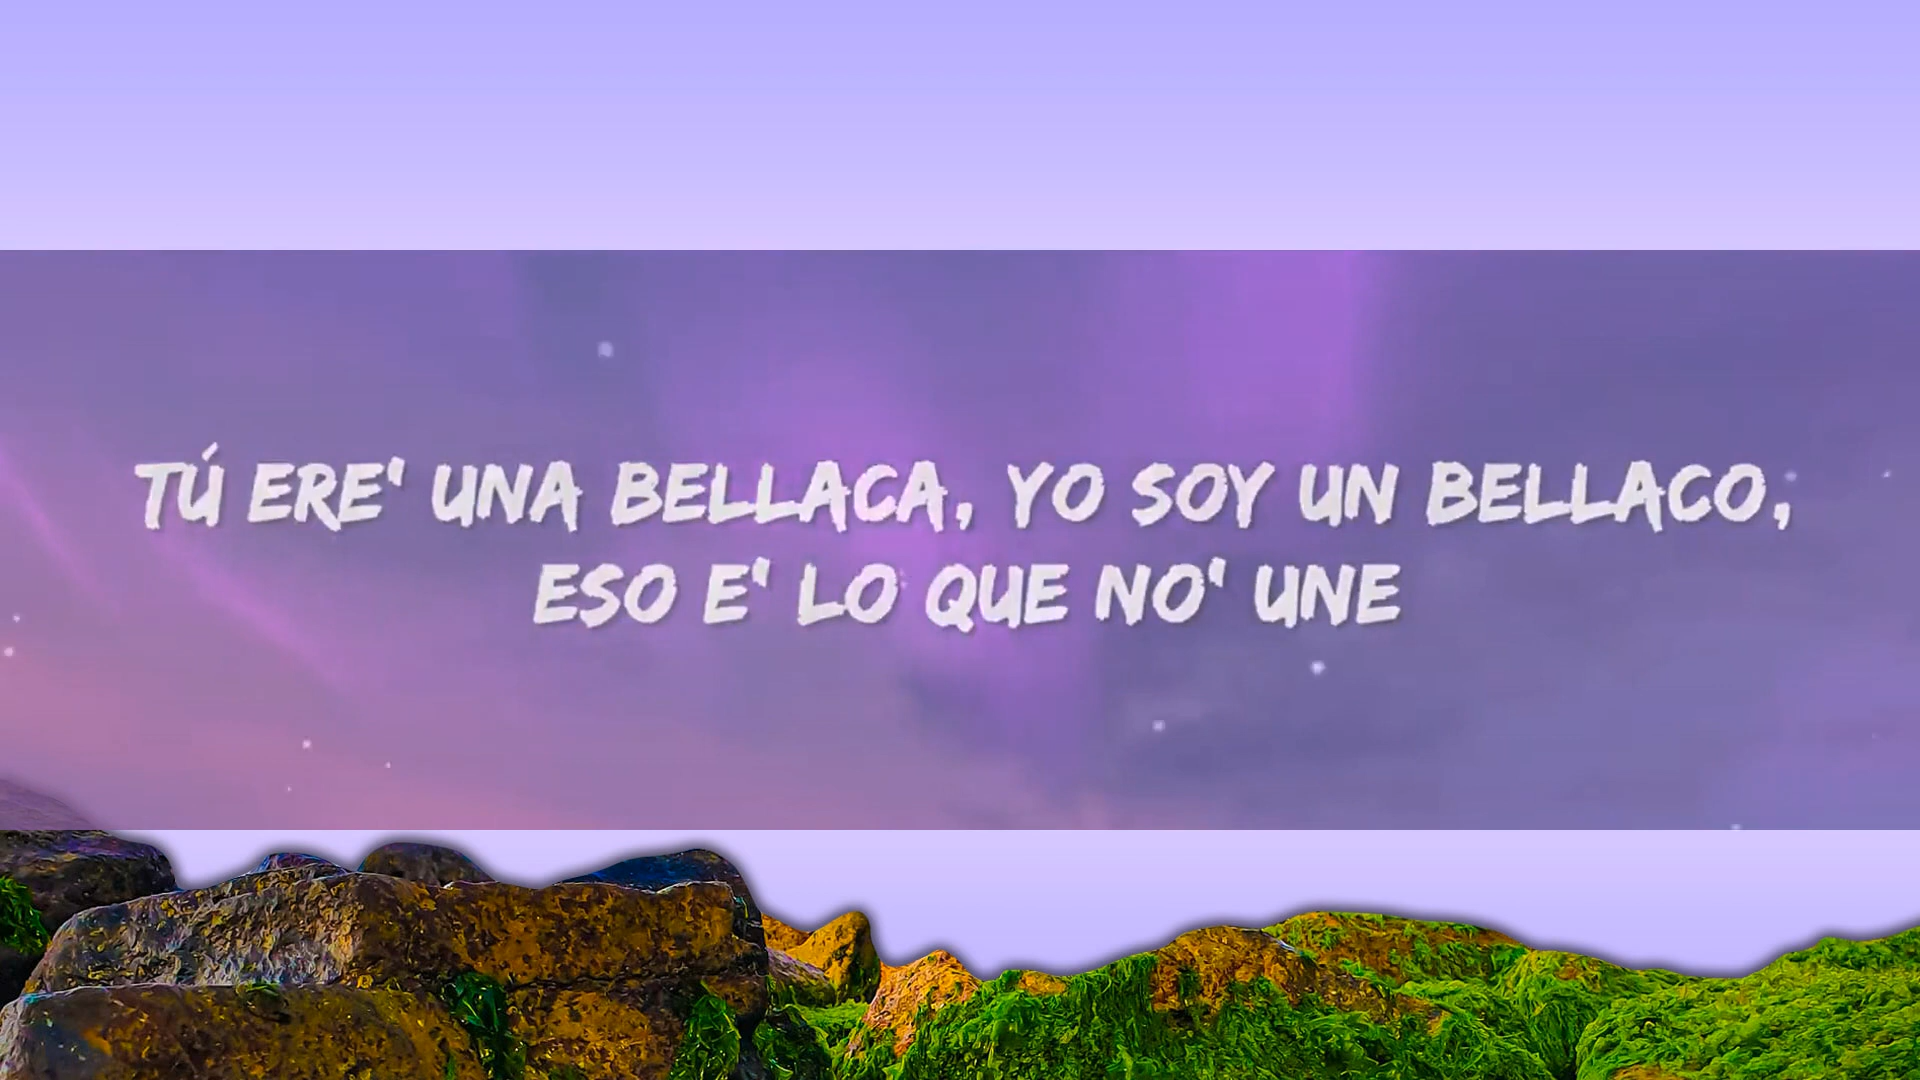 TÚ ERE' UNA BELLACA, YO SOY UN BELLACO,
ESO E' LO QUE NO' UNE